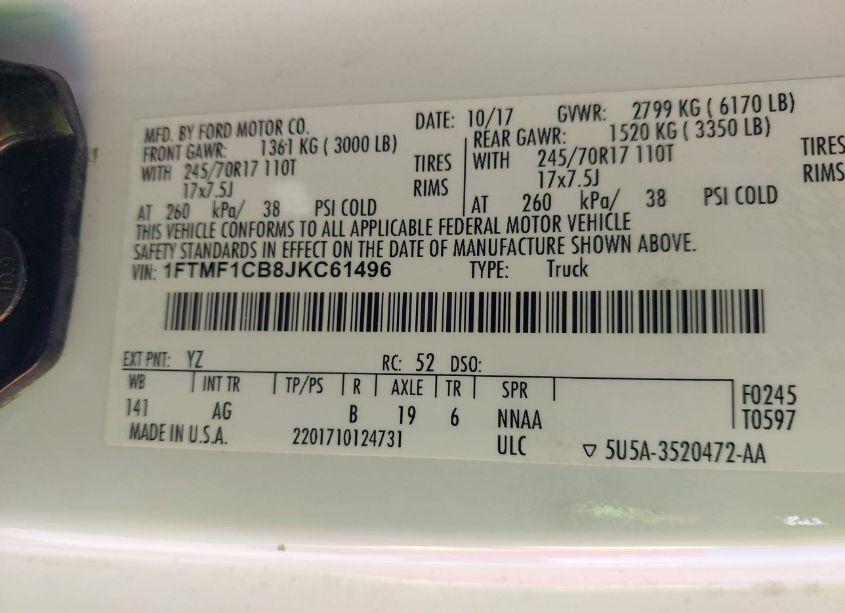 MFD. BY FORD MOTOR CO. DATE: 10/17 GVWR: 2799 KG ( 6170 LB)
FRONT GAWR: 1361 KG ( 3000 LB) REAR GAWR: 1520 KG ( 3350 LB)
WITH 245/70R17 110T TIRES WITH 245/70R17 110T TIRES
17x7.5J RIMS 17x7.5J RIMS
AT 260 kPa/ 38 PSI COLD AT 260 kPa/ 38 PSI COLD
THIS VEHICLE CONFORMS TO ALL APPLICABLE FEDERAL MOTOR VEHICLE
SAFETY STANDARDS IN EFFECT ON THE DATE OF MANUFACTURE SHOWN ABOVE.
VIN: 1FTMF1CB8JKC61496 TYPE: Truck
EXT PNT: YZ RC: 52 DSO:
WB INT TR TP/PS R AXLE TR SPR F0245
141 AG B 19 6 NNAA T0597
MADE IN U.S.A. 2201710124731 ULC ▽ 5U5A-3520472-AA